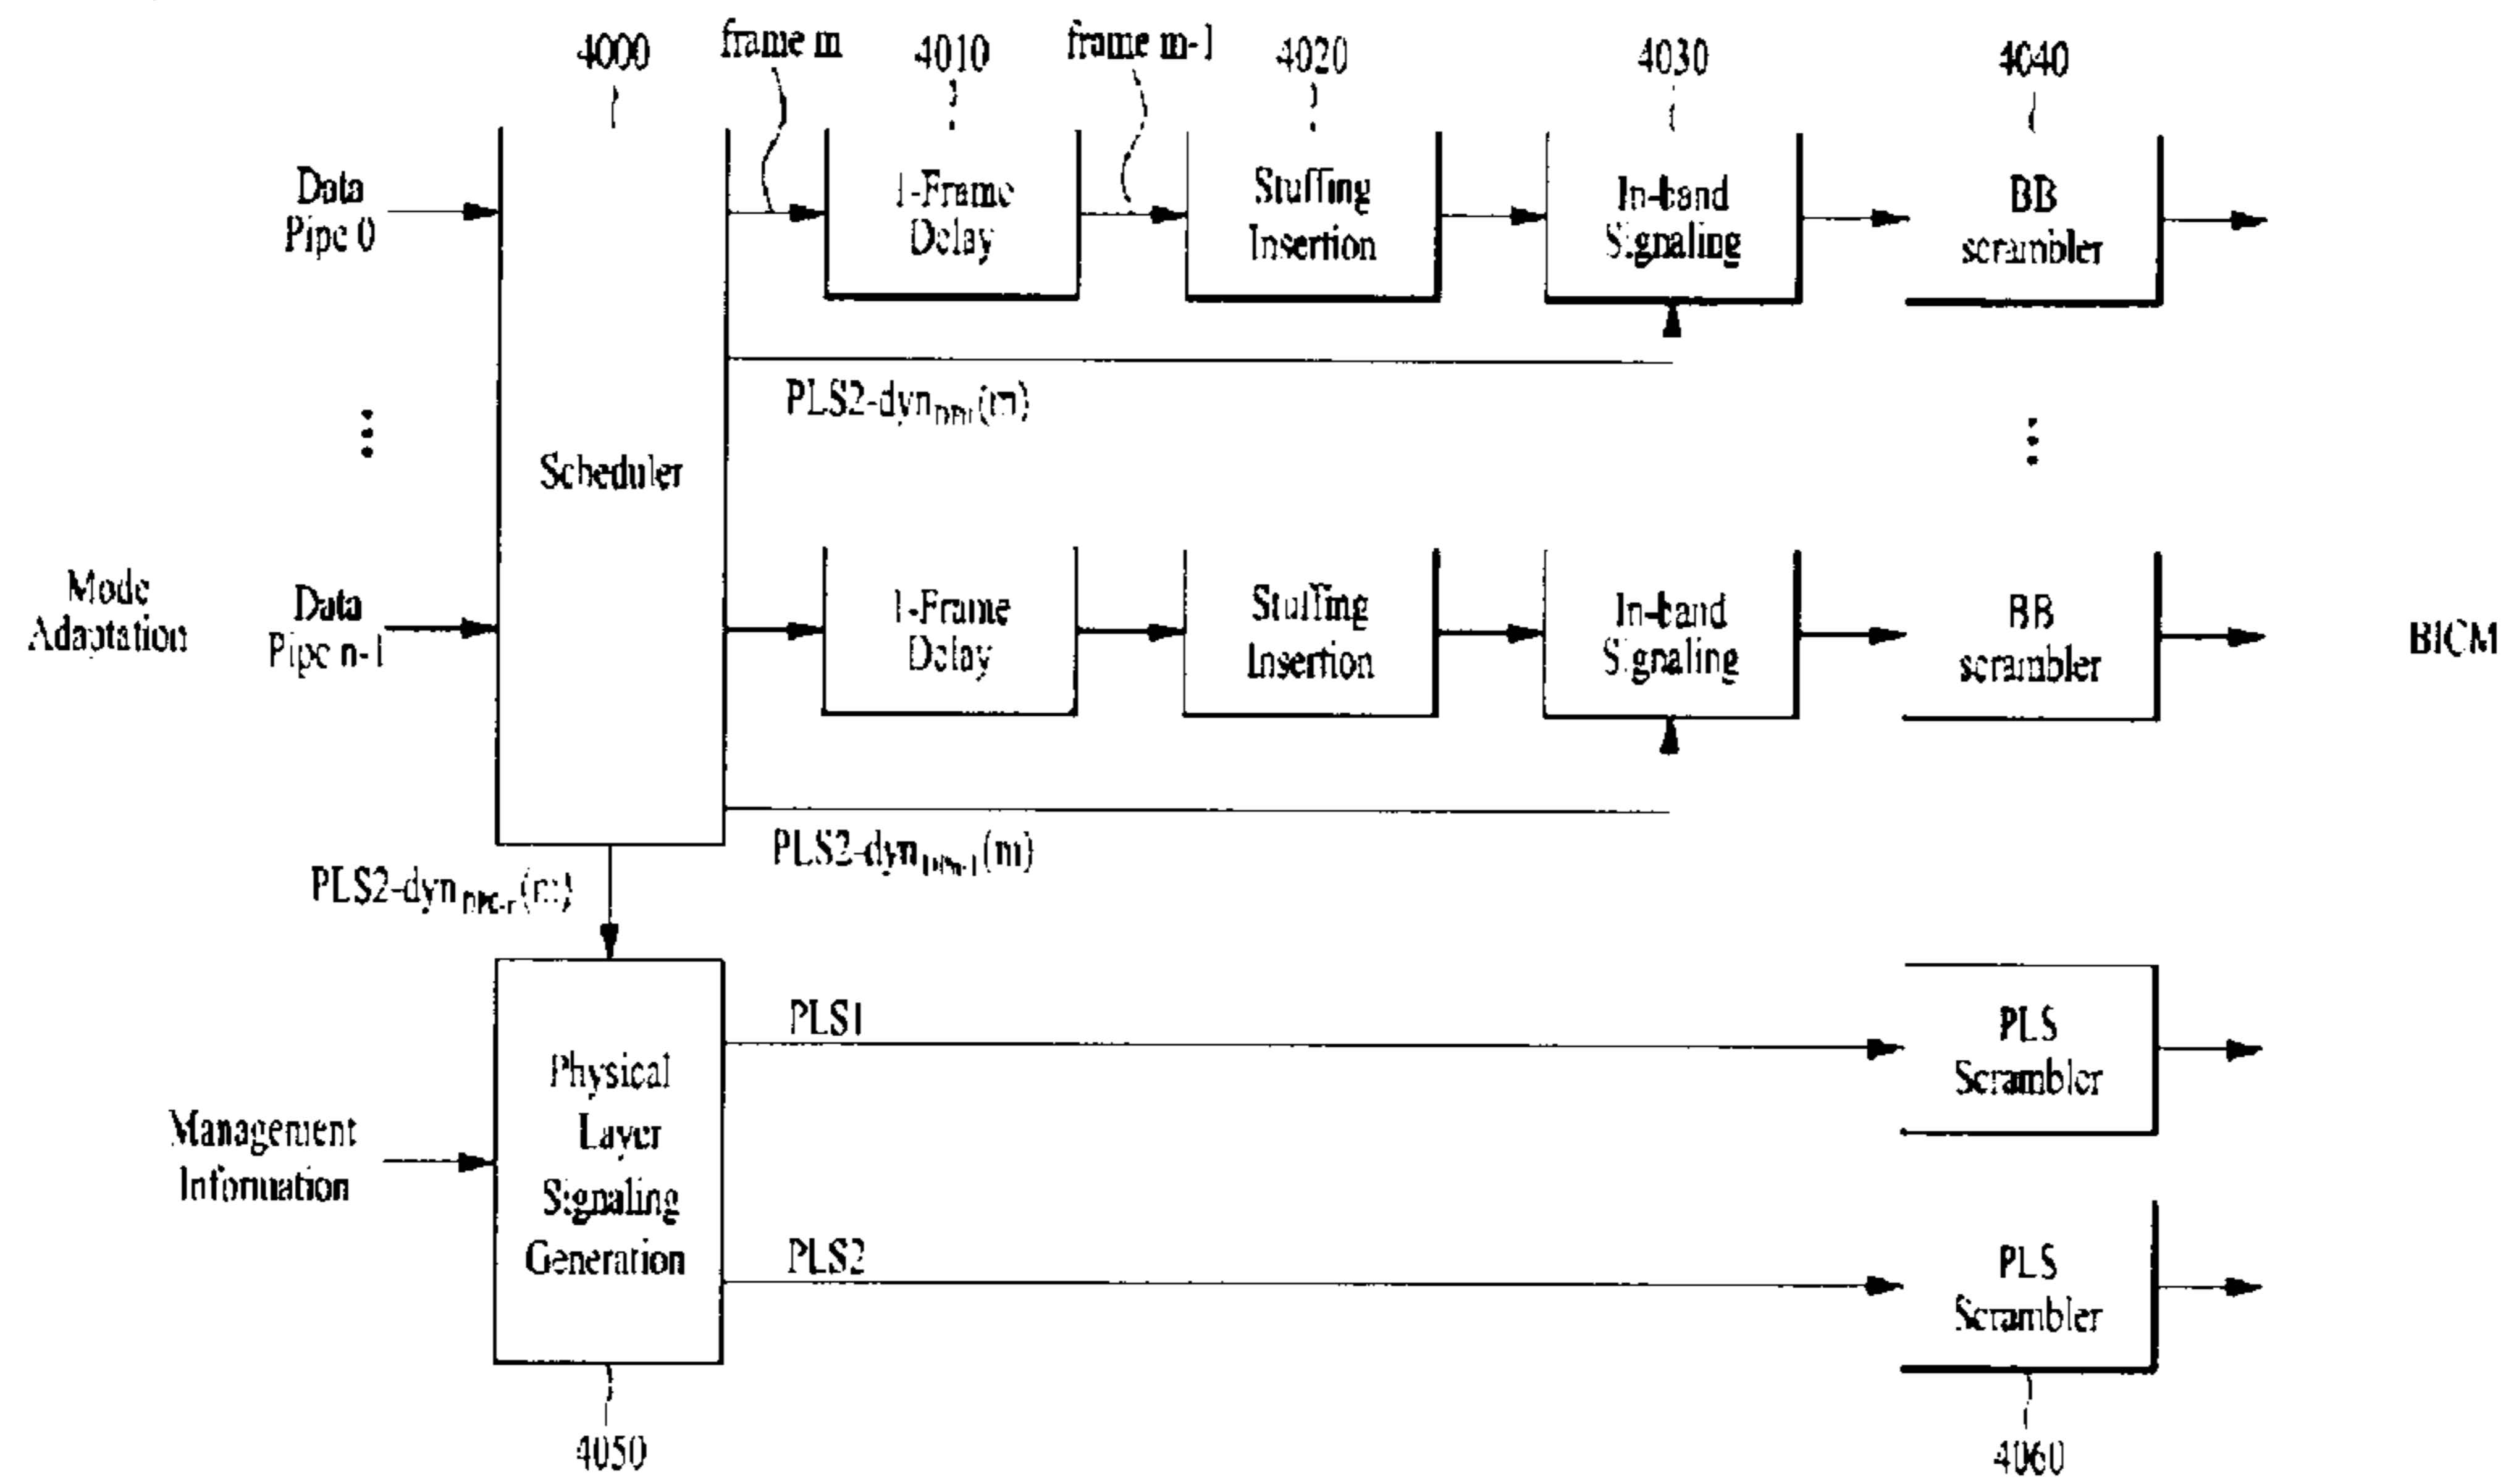 4000
frame m
4010
frame m-1
4020
4030
4040
Data
Pipe 0
1-Frame
Delay
Stuffing
Insertion
In-band
Signaling
BB
scrambler
PLS2-dyn (m)
Scheduler
Mode
Adaptation
Data
Pipe n-1
1-Frame
Delay
Stuffing
Insertion
In-band
Signaling
BB
scrambler
BICM
PLS2-dyn (m)
PLS2-dyn (m)
Physical
Layer
Signaling
Generation
PLS1
PLS
Scrambler
Management
Information
PLS2
PLS
Scrambler
4050
4060